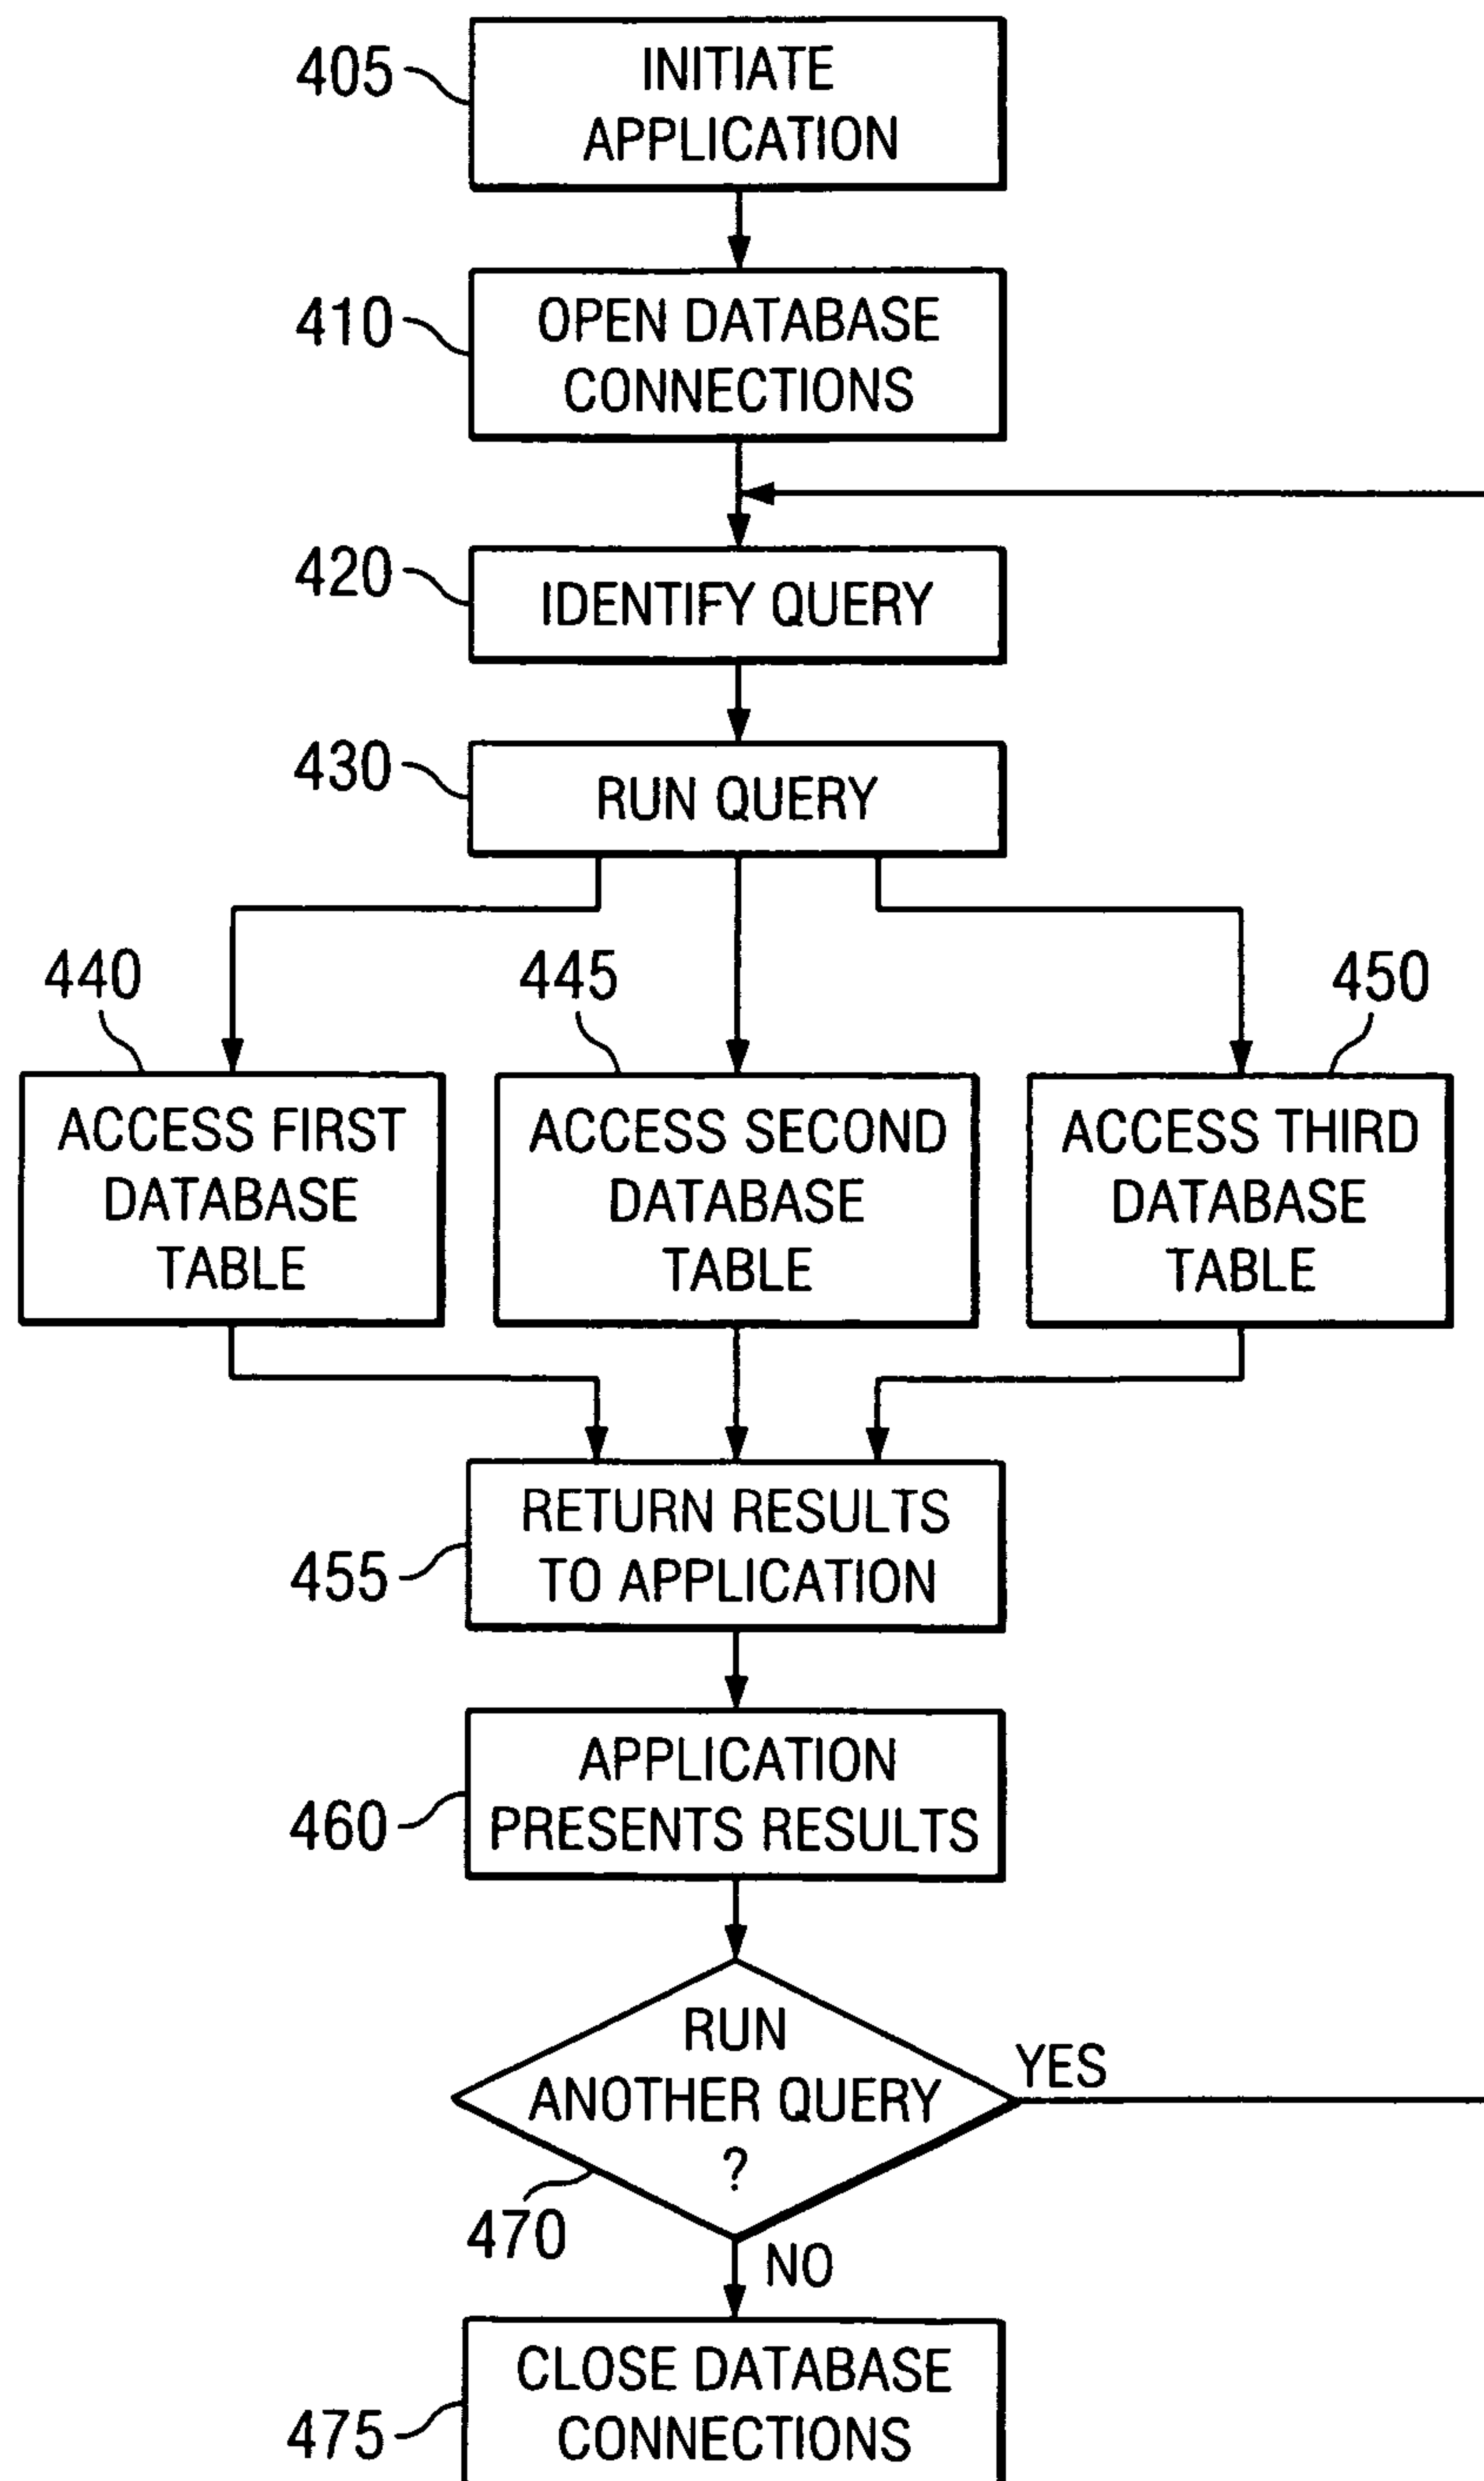 405
INITIATE
APPLICATION
410
OPEN DATABASE
CONNECTIONS
420
IDENTIFY QUERY
430
RUN QUERY
440
445
450
ACCESS FIRST
DATABASE
TABLE
ACCESS SECOND
DATABASE
TABLE
ACCESS THIRD
DATABASE
TABLE
RETURN RESULTS
TO APPLICATION
455
APPLICATION
PRESENTS RESULTS
460
RUN
ANOTHER QUERY
?
YES
470
NO
CLOSE DATABASE
CONNECTIONS
475